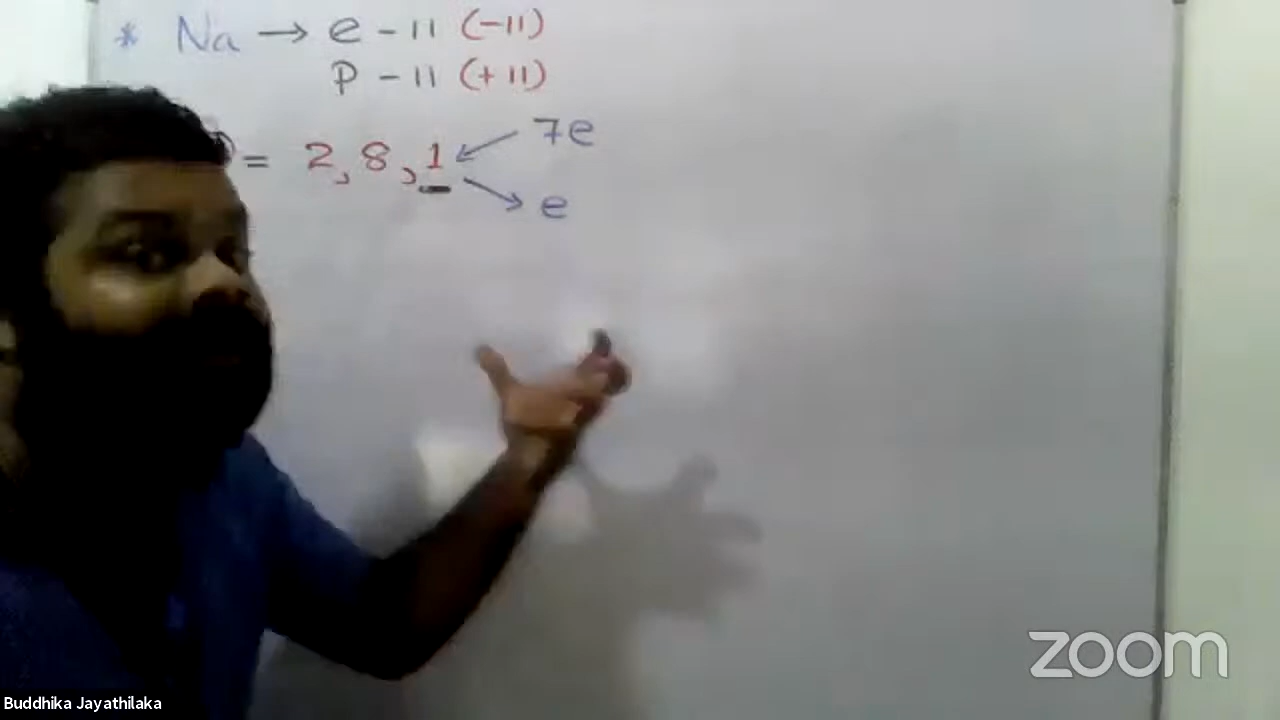 * Na → e - 11 (-11)
P - 11 (+11)
= 2, 8, 1 7e
e
zoom
Buddhika Jayathilaka